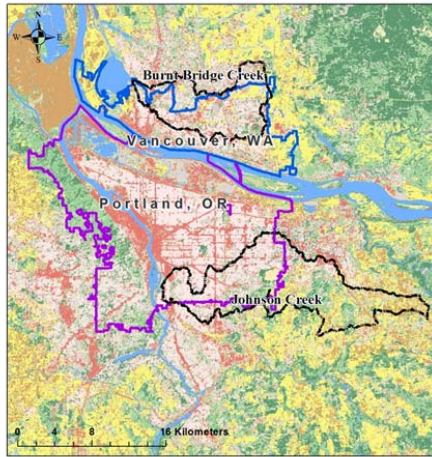 N
W E
S
Burnt Bridge Creek
Vancouver, WA
Portland, OR
Johnson Creek
0 4 8 16 Kilometers